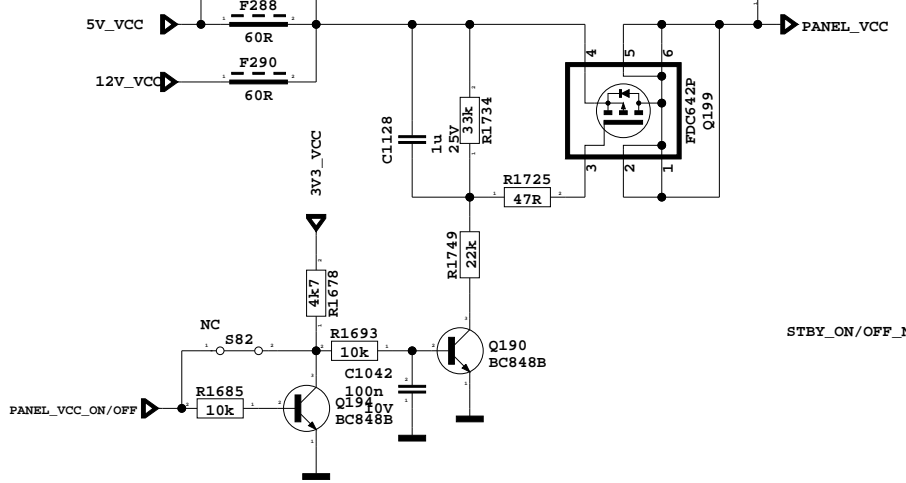 F288
5V_VCC
60R
PANEL_VCC
F290
12V_VCC
60R
4
5
6
FDC642P
Q199
3
2
1
C1128
1u
25V
33k
R1734
3V3_VCC
R1725
47R
R1749
22k
4k7
R1678
NC
S82
R1693
10k
Q190
BC848B
STBY_ON/OFF_N
C1042
100n
10V
R1685
10k
PANEL_VCC_ON/OFF
Q194
BC848B